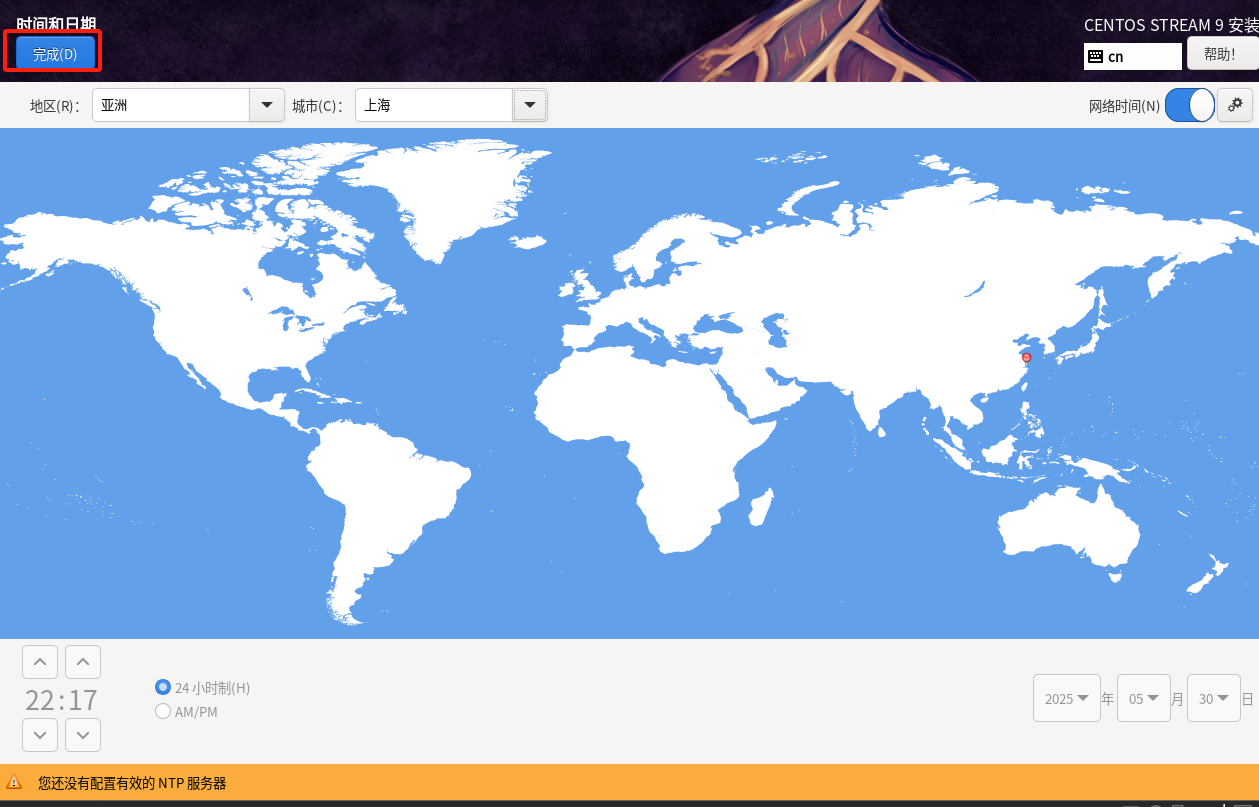 时间和日期
CENTOS STREAM 9 安装
完成(D)
cn
帮助!
地区(R):
亚洲
城市(C):
上海
网络时间(N)
22:17
24 小时制(H)
AM/PM
2025 年 05 月 30 日
您还没有配置有效的 NTP 服务器